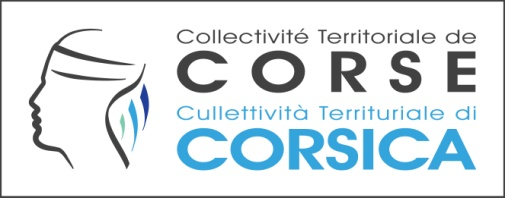 Collectivité Territoriale de
CORSE
Cullettività Territuriale di
CORSICA